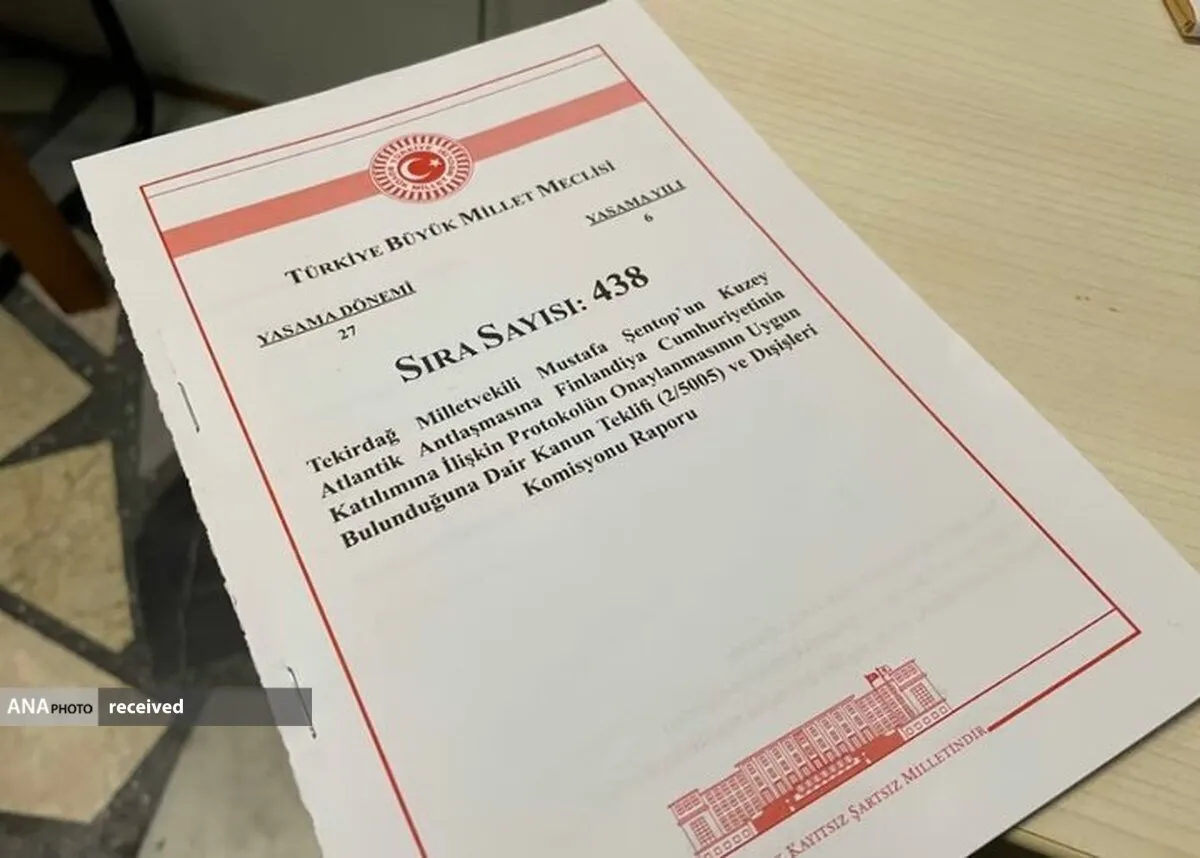 TÜRKİYE BÜYÜK MİLLET MECLİSİ
YASAMA DÖNEMİ
27
YASAMA YILI
6
SIRA SAYISI: 438
Tekirdağ Milletvekili Mustafa Şentop'un Kuzey
Atlantik Antlaşmasına Finlandiya Cumhuriyetinin
Katılımına İlişkin Protokolün Onaylanmasının Uygun
Bulunduğuna Dair Kanun Teklifi (2/5005) ve Dışişleri
Komisyonu Raporu
KAYITSIZ ŞARTSIZ MİLLETİNDİR
ANA PHOTO received